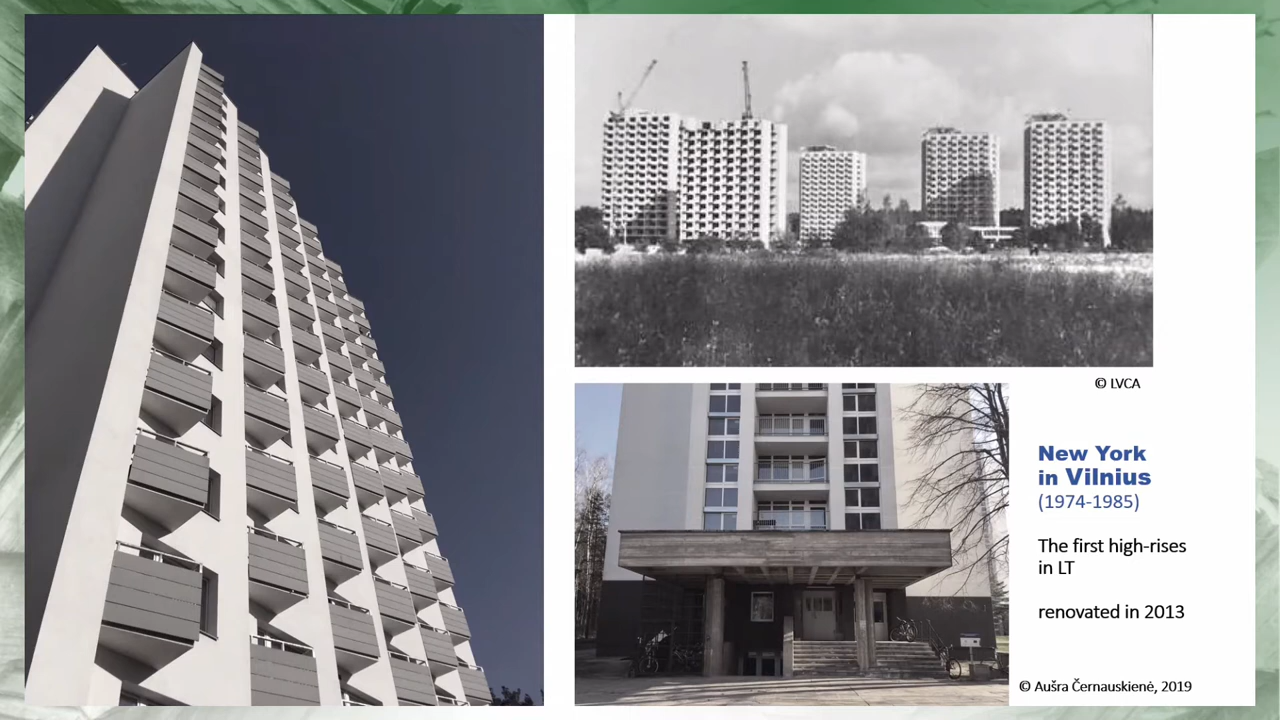 © LVCA
New York
in Vilnius
(1974-1985)
The first high-rises
in LT
renovated in 2013
© Aušra Černauskienė, 2019